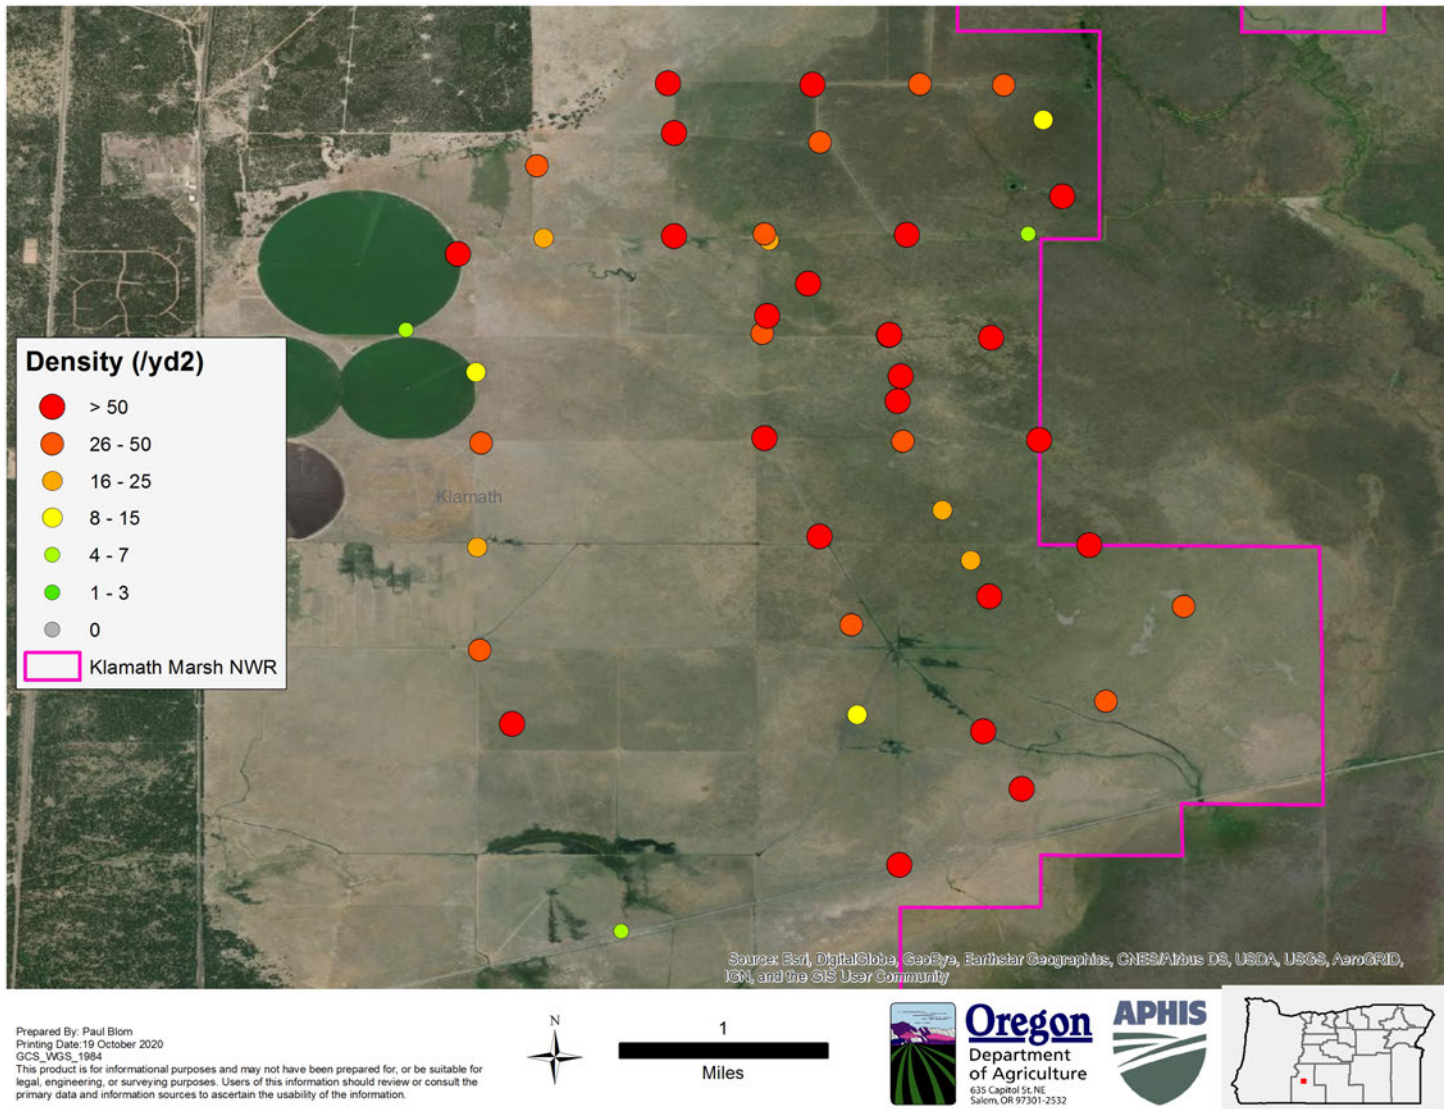 Density (/yd2)
> 50
26 - 50
16 - 25
8 - 15
4 - 7
1 - 3
0
Klamath Marsh NWR
Klamath
Source: Esri, DigitalGlobe, GeoEye, Earthstar Geographics, CNES/Airbus DS, USDA, USGS, AeroGRID,
IGN, and the GIS User Community
Prepared By: Paul Blom
Printing Date:19 October 2020
GCS_WGS_1984
This product is for informational purposes and may not have been prepared for, or be suitable for
legal, engineering, or surveying purposes. Users of this information should review or consult the
primary data and information sources to ascertain the usability of the information.
N
1
Miles
Oregon
Department
of Agriculture
635 Capitol St. NE
Salem, OR 97301-2532
APHIS